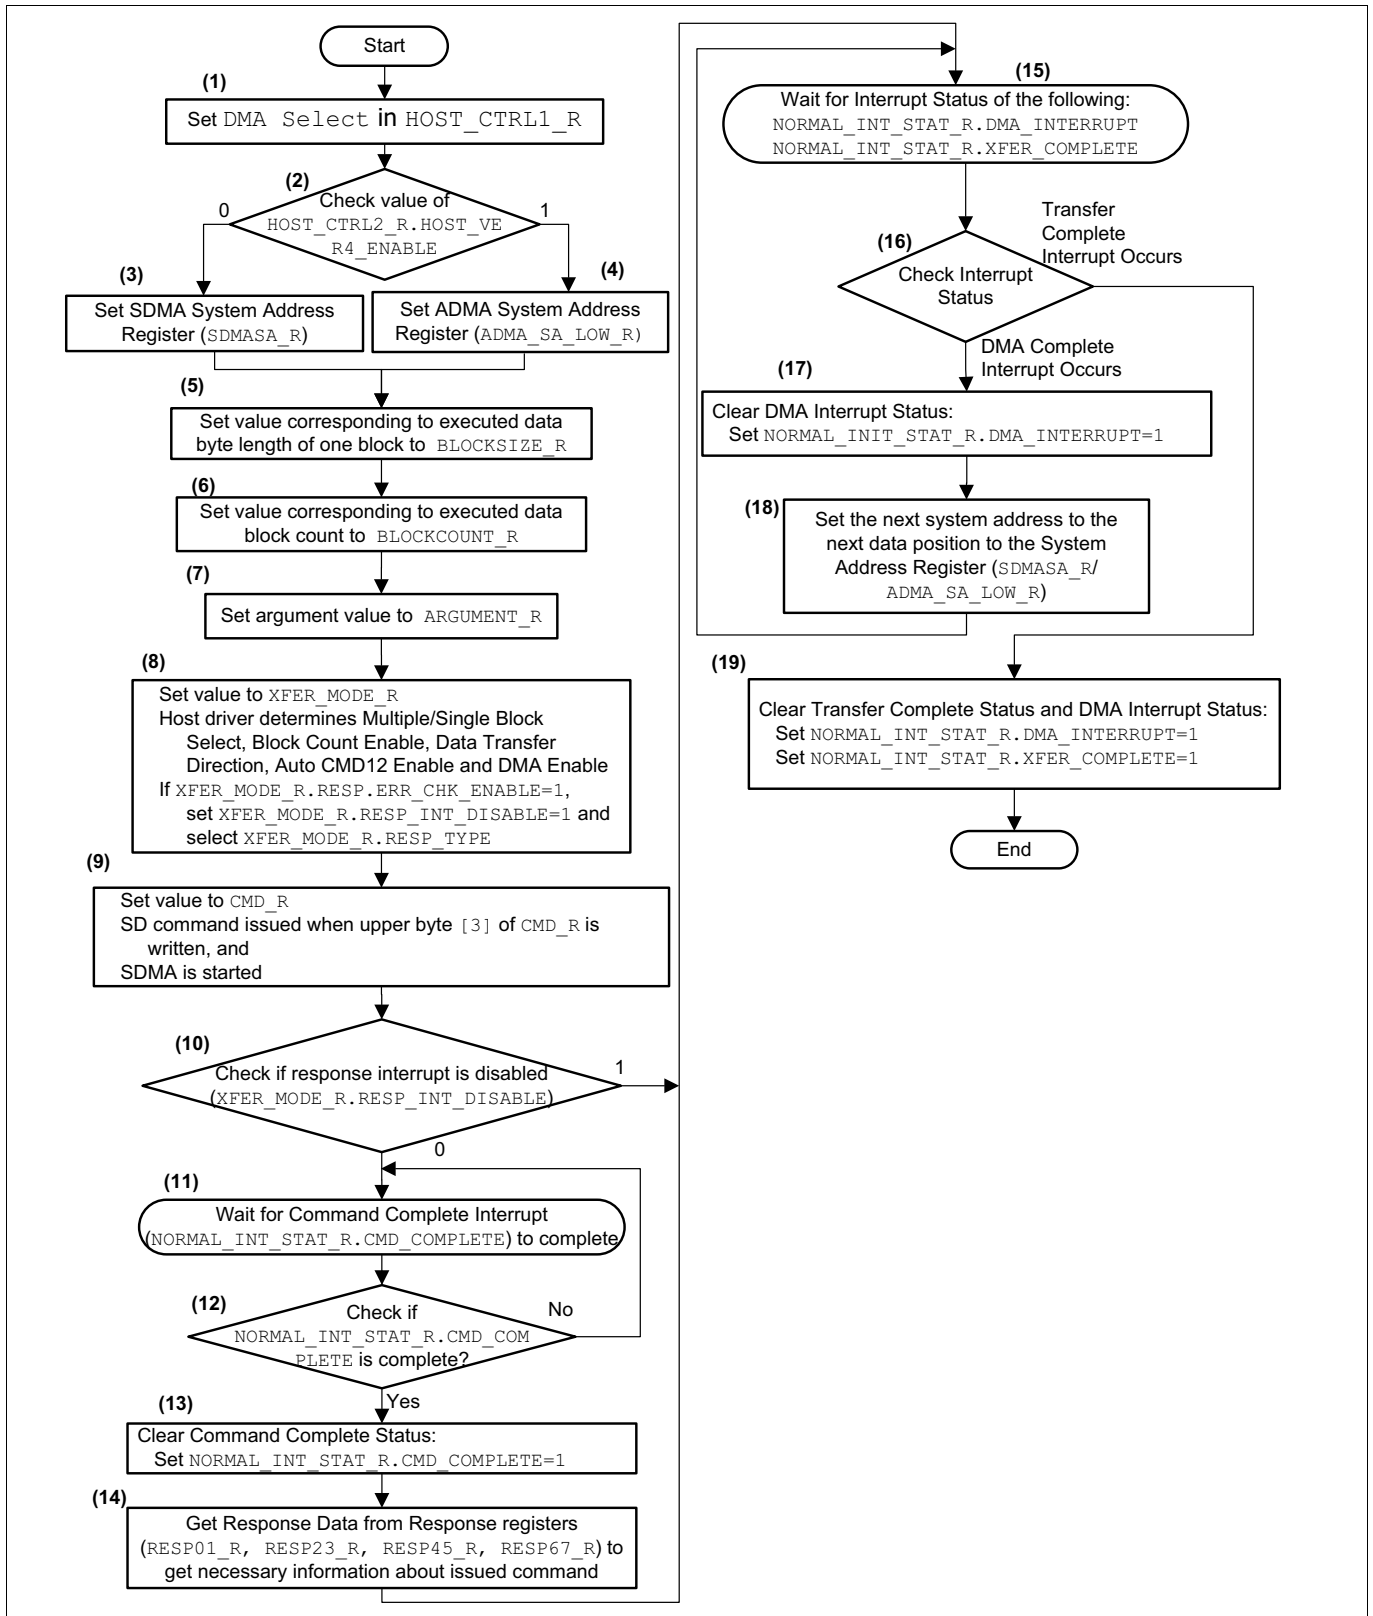 Start
(1)
Set DMA Select in HOST_CTRL1_R
(2)
Check value of
HOST_CTRL2_R.HOST_VE
R4_ENABLE
0
1
(3)
Set SDMA System Address
Register (SDMASA_R)
(4)
Set ADMA System Address
Register (ADMA_SA_LOW_R)
(5)
Set value corresponding to executed data
byte length of one block to BLOCKSIZE_R
(6)
Set value corresponding to executed data
block count to BLOCKCOUNT_R
(7)
Set argument value to ARGUMENT_R
(8)
Set value to XFER_MODE_R
Host driver determines Multiple/Single Block
Select, Block Count Enable, Data Transfer
Direction, Auto CMD12 Enable and DMA Enable
If XFER_MODE_R.RESP.ERR_CHK_ENABLE=1,
set XFER_MODE_R.RESP_INT_DISABLE=1 and
select XFER_MODE_R.RESP_TYPE
(9)
Set value to CMD_R
SD command issued when upper byte [3] of CMD_R is
written, and
SDMA is started
(10)
Check if response interrupt is disabled
(XFER_MODE_R.RESP_INT_DISABLE)
1
0
(11)
Wait for Command Complete Interrupt
(NORMAL_INT_STAT_R.CMD_COMPLETE) to complete
(12)
Check if
NORMAL_INT_STAT_R.CMD_COM
PLETE is complete?
No
Yes
(13)
Clear Command Complete Status:
Set NORMAL_INT_STAT_R.CMD_COMPLETE=1
(14)
Get Response Data from Response registers
(RESP01_R, RESP23_R, RESP45_R, RESP67_R) to
get necessary information about issued command
(15)
Wait for Interrupt Status of the following:
NORMAL_INT_STAT_R.DMA_INTERRUPT
NORMAL_INT_STAT_R.XFER_COMPLETE
(16)
Check Interrupt
Status
Transfer
Complete
Interrupt Occurs
DMA Complete
Interrupt Occurs
(17)
Clear DMA Interrupt Status:
Set NORMAL_INIT_STAT_R.DMA_INTERRUPT=1
(18)
Set the next system address to the
next data position to the System
Address Register (SDMASA_R/
ADMA_SA_LOW_R)
(19)
Clear Transfer Complete Status and DMA Interrupt Status:
Set NORMAL_INT_STAT_R.DMA_INTERRUPT=1
Set NORMAL_INT_STAT_R.XFER_COMPLETE=1
End